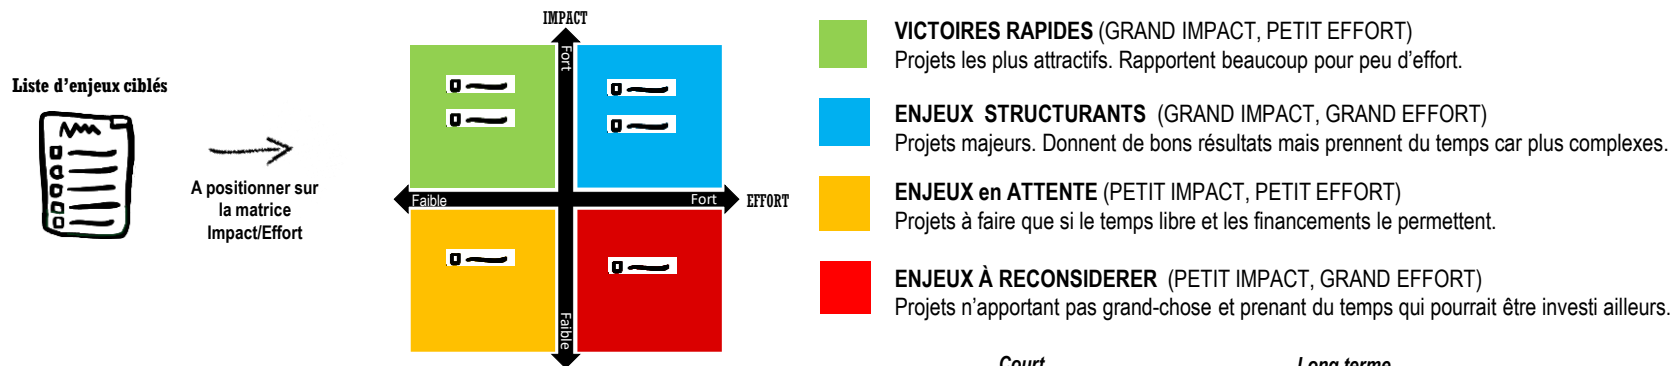 Liste d'enjeux ciblés
A positionner sur
la matrice
Impact/Effort
IMPACT
Fort
Faible
Fort
EFFORT
Faible
VICTOIRES RAPIDES (GRAND IMPACT, PETIT EFFORT)
Projets les plus attractifs. Rapportent beaucoup pour peu d'effort.
ENJEUX STRUCTURANTS (GRAND IMPACT, GRAND EFFORT)
Projets majeurs. Donnent de bons résultats mais prennent du temps car plus complexes.
ENJEUX en ATTENTE (PETIT IMPACT, PETIT EFFORT)
Projets à faire que si le temps libre et les financements le permettent.
ENJEUX À RECONSIDERER (PETIT IMPACT, GRAND EFFORT)
Projets n'apportant pas grand-chose et prenant du temps qui pourrait être investi ailleurs.
Court
Long terme